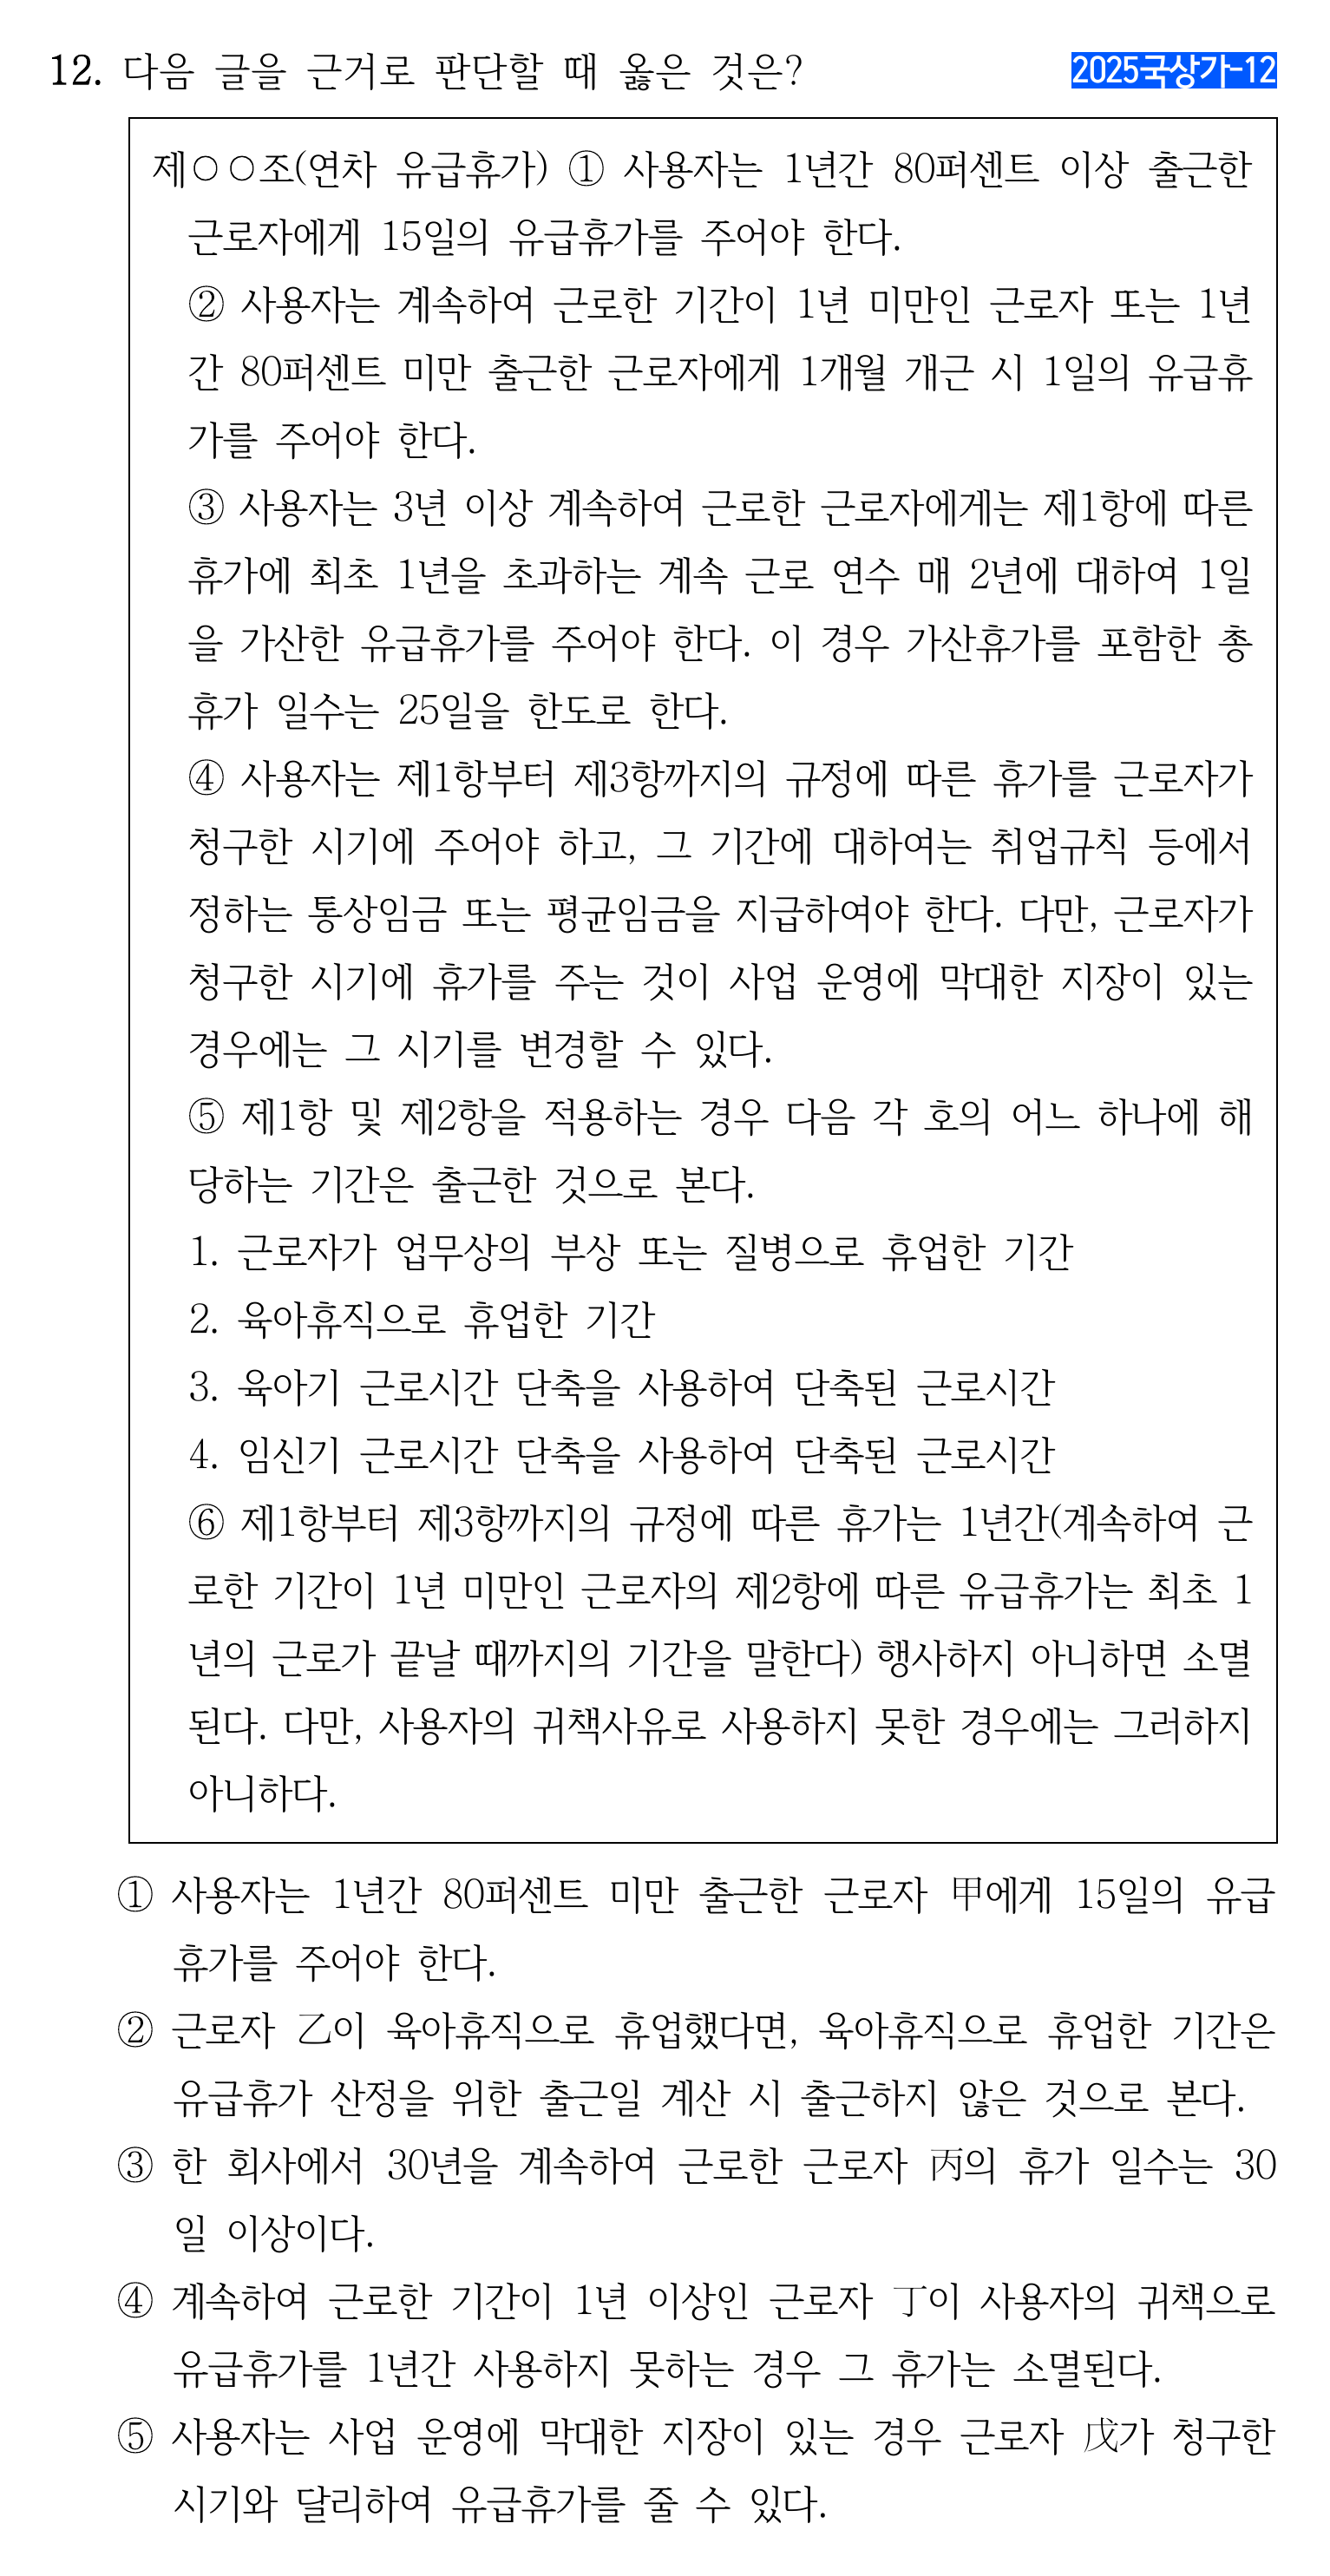 12. 다음 글을 근거로 판단할 때 옳은 것은?
2025국상가-12
제○○조(연차 유급휴가) ① 사용자는 1년간 80퍼센트 이상 출근한
근로자에게 15일의 유급휴가를 주어야 한다.
② 사용자는 계속하여 근로한 기간이 1년 미만인 근로자 또는 1년
간 80퍼센트 미만 출근한 근로자에게 1개월 개근 시 1일의 유급휴
가를 주어야 한다.
③ 사용자는 3년 이상 계속하여 근로한 근로자에게는 제1항에 따른
휴가에 최초 1년을 초과하는 계속 근로 연수 매 2년에 대하여 1일
을 가산한 유급휴가를 주어야 한다. 이 경우 가산휴가를 포함한 총
휴가 일수는 25일을 한도로 한다.
④ 사용자는 제1항부터 제3항까지의 규정에 따른 휴가를 근로자가
청구한 시기에 주어야 하고, 그 기간에 대하여는 취업규칙 등에서
정하는 통상임금 또는 평균임금을 지급하여야 한다. 다만, 근로자가
청구한 시기에 휴가를 주는 것이 사업 운영에 막대한 지장이 있는
경우에는 그 시기를 변경할 수 있다.
⑤ 제1항 및 제2항을 적용하는 경우 다음 각 호의 어느 하나에 해
당하는 기간은 출근한 것으로 본다.
1. 근로자가 업무상의 부상 또는 질병으로 휴업한 기간
2. 육아휴직으로 휴업한 기간
3. 육아기 근로시간 단축을 사용하여 단축된 근로시간
4. 임신기 근로시간 단축을 사용하여 단축된 근로시간
⑥ 제1항부터 제3항까지의 규정에 따른 휴가는 1년간(계속하여 근
로한 기간이 1년 미만인 근로자의 제2항에 따른 유급휴가는 최초 1
년의 근로가 끝날 때까지의 기간을 말한다) 행사하지 아니하면 소멸
된다. 다만, 사용자의 귀책사유로 사용하지 못한 경우에는 그러하지
아니하다.
① 사용자는 1년간 80퍼센트 미만 출근한 근로자 甲에게 15일의 유급
휴가를 주어야 한다.
② 근로자 乙이 육아휴직으로 휴업했다면, 육아휴직으로 휴업한 기간은
유급휴가 산정을 위한 출근일 계산 시 출근하지 않은 것으로 본다.
③ 한 회사에서 30년을 계속하여 근로한 근로자 丙의 휴가 일수는 30
일 이상이다.
④ 계속하여 근로한 기간이 1년 이상인 근로자 丁이 사용자의 귀책으로
유급휴가를 1년간 사용하지 못하는 경우 그 휴가는 소멸된다.
⑤ 사용자는 사업 운영에 막대한 지장이 있는 경우 근로자 戊가 청구한
시기와 달리하여 유급휴가를 줄 수 있다.